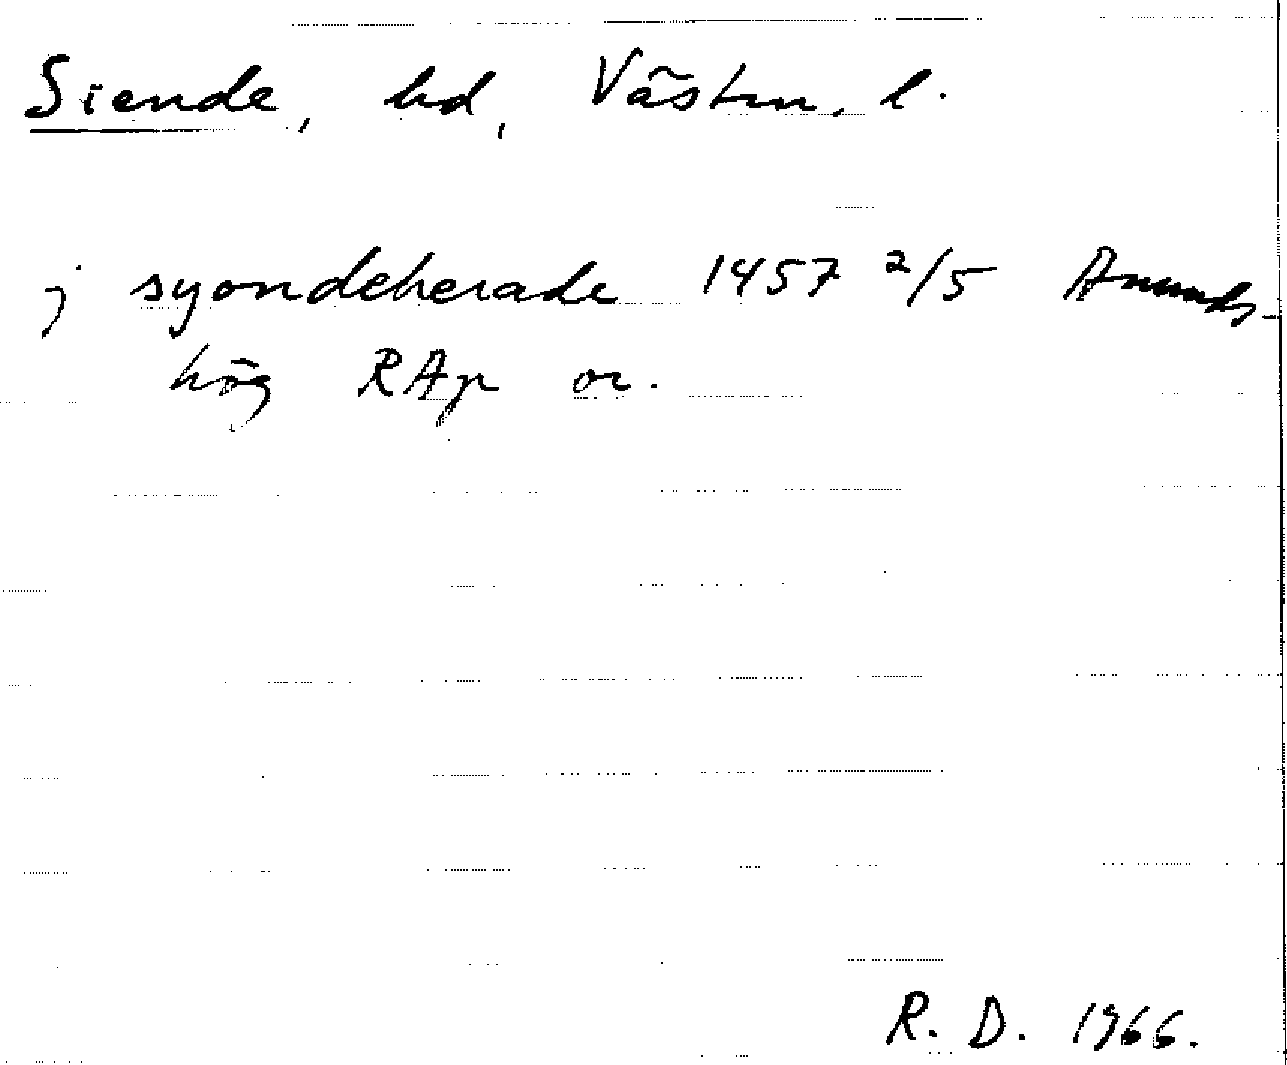 Siende, hd, Västm. l.
j syondeherade 1457 2/5 Anunds-
hög RAp or.
R. D. 1966.